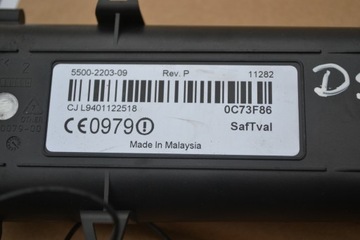 5500-2203-09 Rev. P 11282
CJ L9401122518 0C73F86
CE0979
SafTval
Made In Malaysia